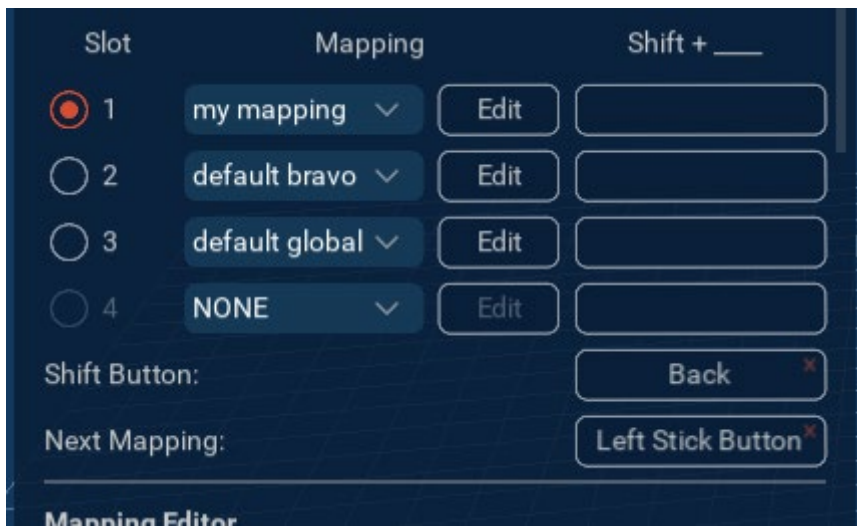 Slot Mapping Shift + ____
1 my mapping Edit
2 default bravo Edit
3 default global Edit
4 NONE Edit
Shift Button: Back ×
Next Mapping: Left Stick Button ×
Mapping Editor